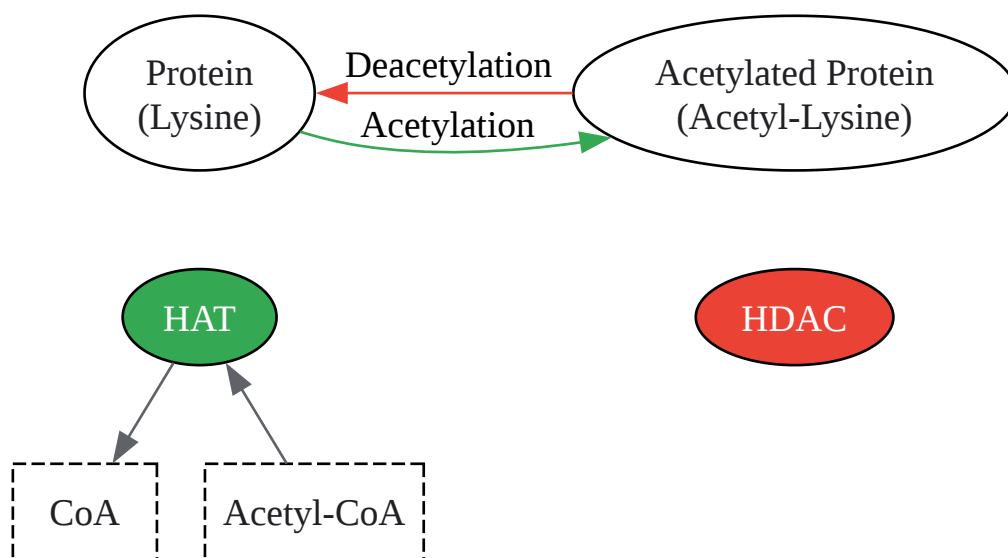 Protein
(Lysine)
Deacetylation
Acetylation
Acetylated Protein
(Acetyl-Lysine)
HAT
HDAC
CoA
Acetyl-CoA